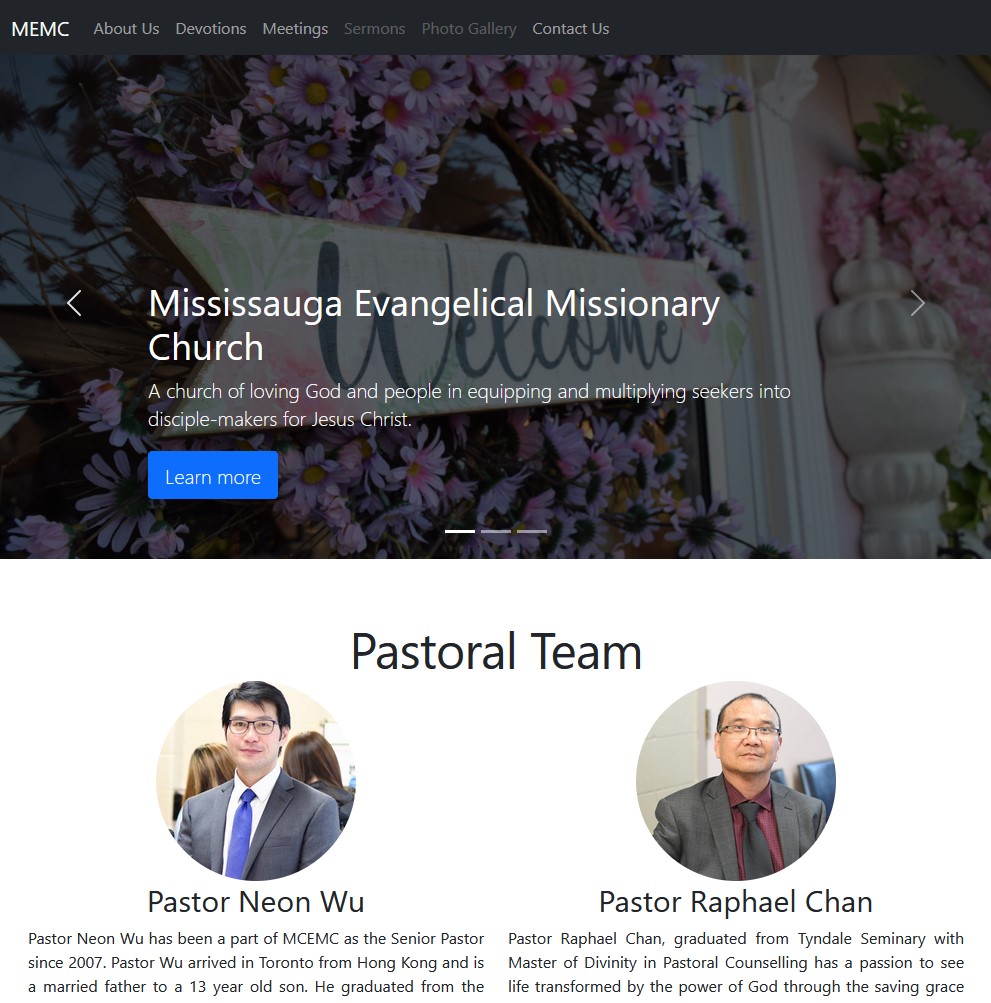 MEMC About Us Devotions Meetings Sermons Photo Gallery Contact Us
Welcome
Mississauga Evangelical Missionary
Church
A church of loving God and people in equipping and multiplying seekers into
disciple-makers for Jesus Christ.
Learn more
Pastoral Team
Pastor Neon Wu
Pastor Neon Wu has been a part of MCEMC as the Senior Pastor
since 2007. Pastor Wu arrived in Toronto from Hong Kong and is
a married father to a 13 year old son. He graduated from the
Pastor Raphael Chan
Pastor Raphael Chan, graduated from Tyndale Seminary with
Master of Divinity in Pastoral Counselling has a passion to see
life transformed by the power of God through the saving grace